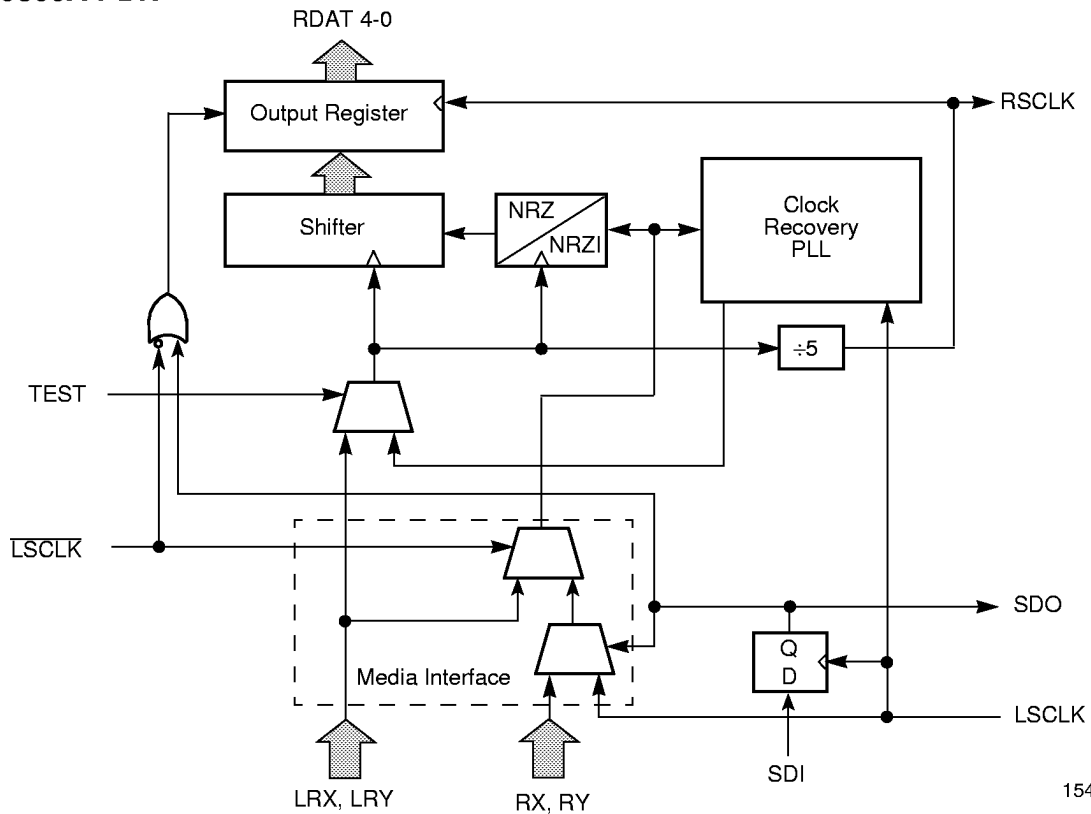 RDAT 4-0
Output Register
RSCLK
Shifter
NRZ
NRZI
Clock
Recovery
PLL
÷5
TEST
LSCLK
SDO
Q
D
Media Interface
LSCLK
SDI
LRX, LRY
RX, RY
154